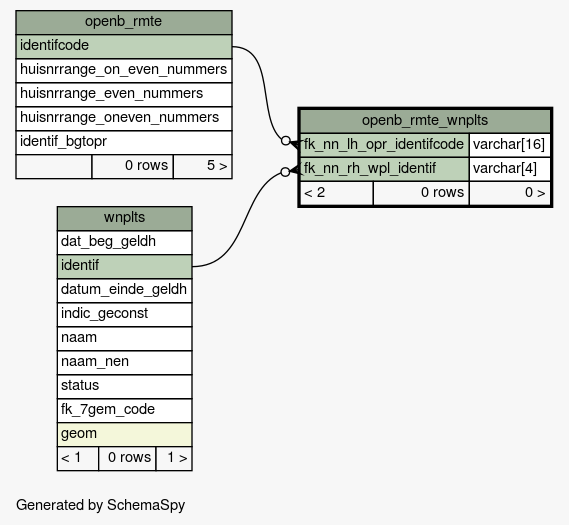 openb_rmte
identifcode
huisnrrange_on_even_nummers
huisnrrange_even_nummers
huisnrrange_oneven_nummers
identif_bgtopr
0 rows 5 >
openb_rmte_wnplts
fk_nn_lh_opr_identifcode varchar[16]
fk_nn_rh_wpl_identif varchar[4]
< 2 0 rows 0 >
wnplts
dat_beg_geldh
identif
datum_einde_geldh
indic_geconst
naam
naam_nen
status
fk_7gem_code
geom
< 1 0 rows 1 >
Generated by SchemaSpy